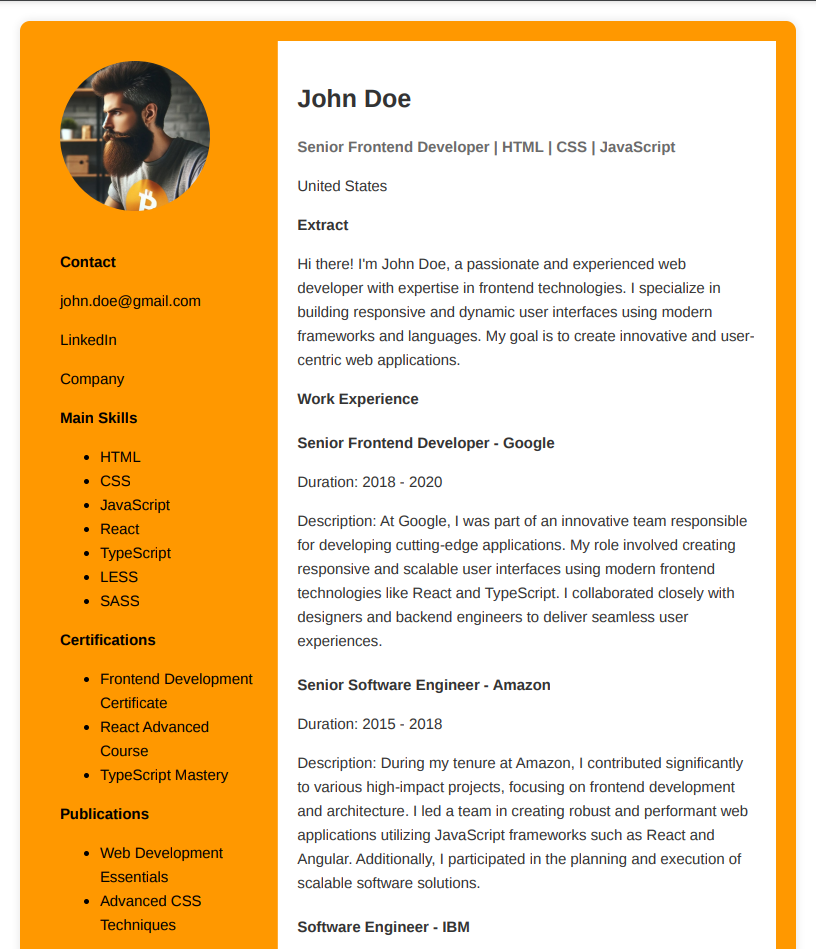 Contact
john.doe@gmail.com
LinkedIn
Company
Main Skills
HTML
CSS
JavaScript
React
TypeScript
LESS
SASS
Certifications
Frontend Development
Certificate
React Advanced
Course
TypeScript Mastery
Publications
Web Development
Essentials
Advanced CSS
Techniques
John Doe
Senior Frontend Developer | HTML | CSS | JavaScript
United States
Extract
Hi there! I'm John Doe, a passionate and experienced web
developer with expertise in frontend technologies. I specialize in
building responsive and dynamic user interfaces using modern
frameworks and languages. My goal is to create innovative and user-
centric web applications.
Work Experience
Senior Frontend Developer - Google
Duration: 2018 - 2020
Description: At Google, I was part of an innovative team responsible
for developing cutting-edge applications. My role involved creating
responsive and scalable user interfaces using modern frontend
technologies like React and TypeScript. I collaborated closely with
designers and backend engineers to deliver seamless user
experiences.
Senior Software Engineer - Amazon
Duration: 2015 - 2018
Description: During my tenure at Amazon, I contributed significantly
to various high-impact projects, focusing on frontend development
and architecture. I led a team in creating robust and performant web
applications utilizing JavaScript frameworks such as React and
Angular. Additionally, I participated in the planning and execution of
scalable software solutions.
Software Engineer - IBM